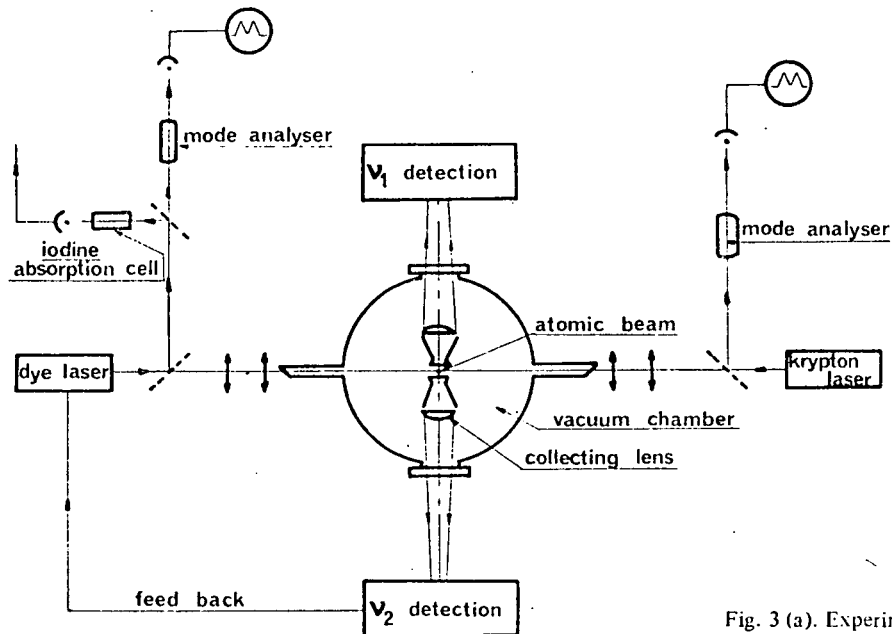 mode analyser
ν₁ detection
iodine
absorption cell
mode analyser
atomic beam
dye laser
krypton
laser
vacuum chamber
collecting lens
feed back
ν₂ detection
Fig. 3 (a).